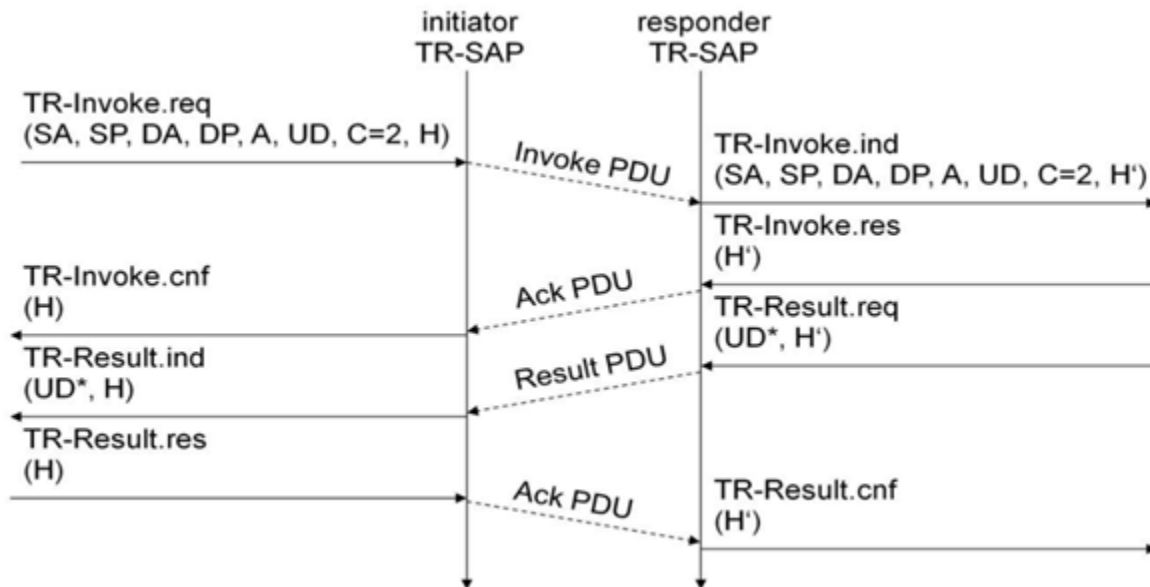 initiator
TR-SAP
responder
TR-SAP
TR-Invoke.req
(SA, SP, DA, DP, A, UD, C=2, H)
Invoke PDU
TR-Invoke.ind
(SA, SP, DA, DP, A, UD, C=2, H‘)
TR-Invoke.res
(H‘)
TR-Invoke.cnf
(H)
Ack PDU
TR-Result.req
(UD*, H‘)
TR-Result.ind
(UD*, H)
Result PDU
TR-Result.res
(H)
Ack PDU
TR-Result.cnf
(H‘)